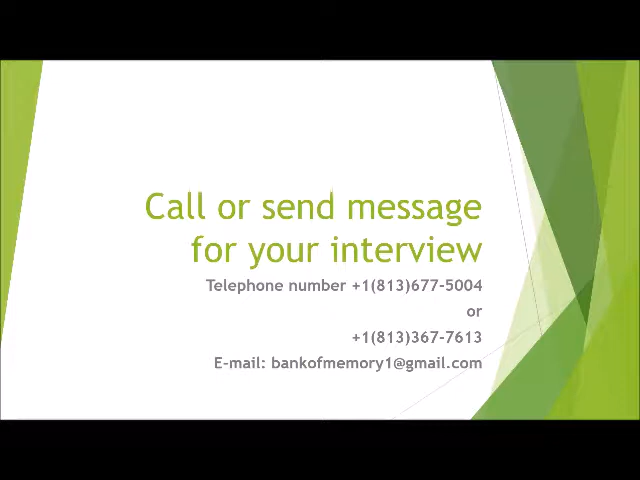 Call or send message
for your interview
Telephone number +1(813)677-5004
or
+1(813)367-7613
E-mail: bankofmemory1@gmail.com